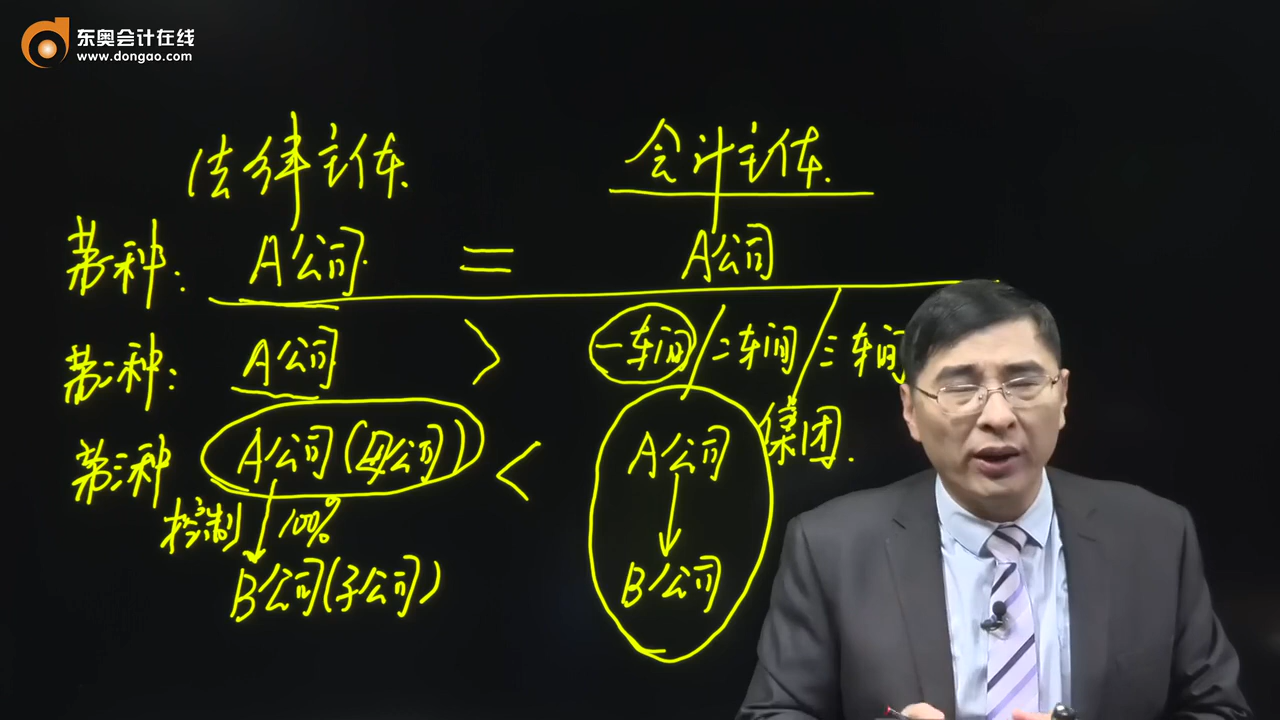 东奥会计在线
www.dongao.com
法律主体 会计主体
第一种: A公司 = A公司
第二种: A公司 > 一车间 / 二车间 / 三车间
第三种 A公司(母公司) < A公司 集团
控制 100%
B公司(子公司) B公司